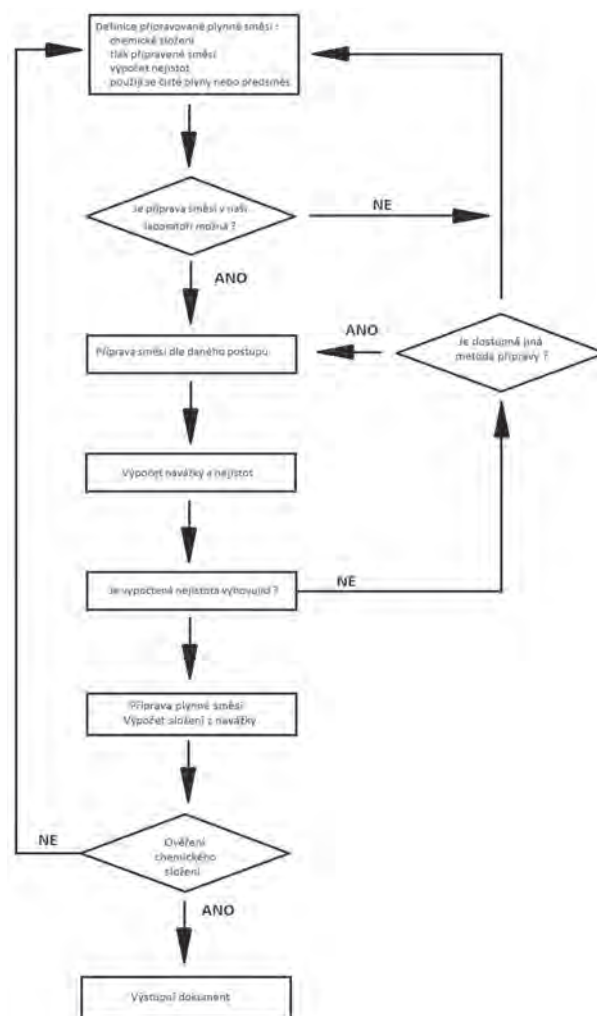 Definice připravované plynné směsi :
chemické složení
tlak připravené směsi
výpočet nejistot
použijí se čisté plyny nebo předsměs
Je příprava směsi v naší
laboratoři možná ?
NE
ANO
Příprava směsi dle daného postupu
ANO
Je dostupná jiná
metoda přípravy ?
Výpočet navážky a nejistot
Je vypočtená nejistota vyhovující ?
NE
Příprava plynné směsi
Výpočet složení z navážky
NE
Ověření
chemického
složení
ANO
Výstupní dokument